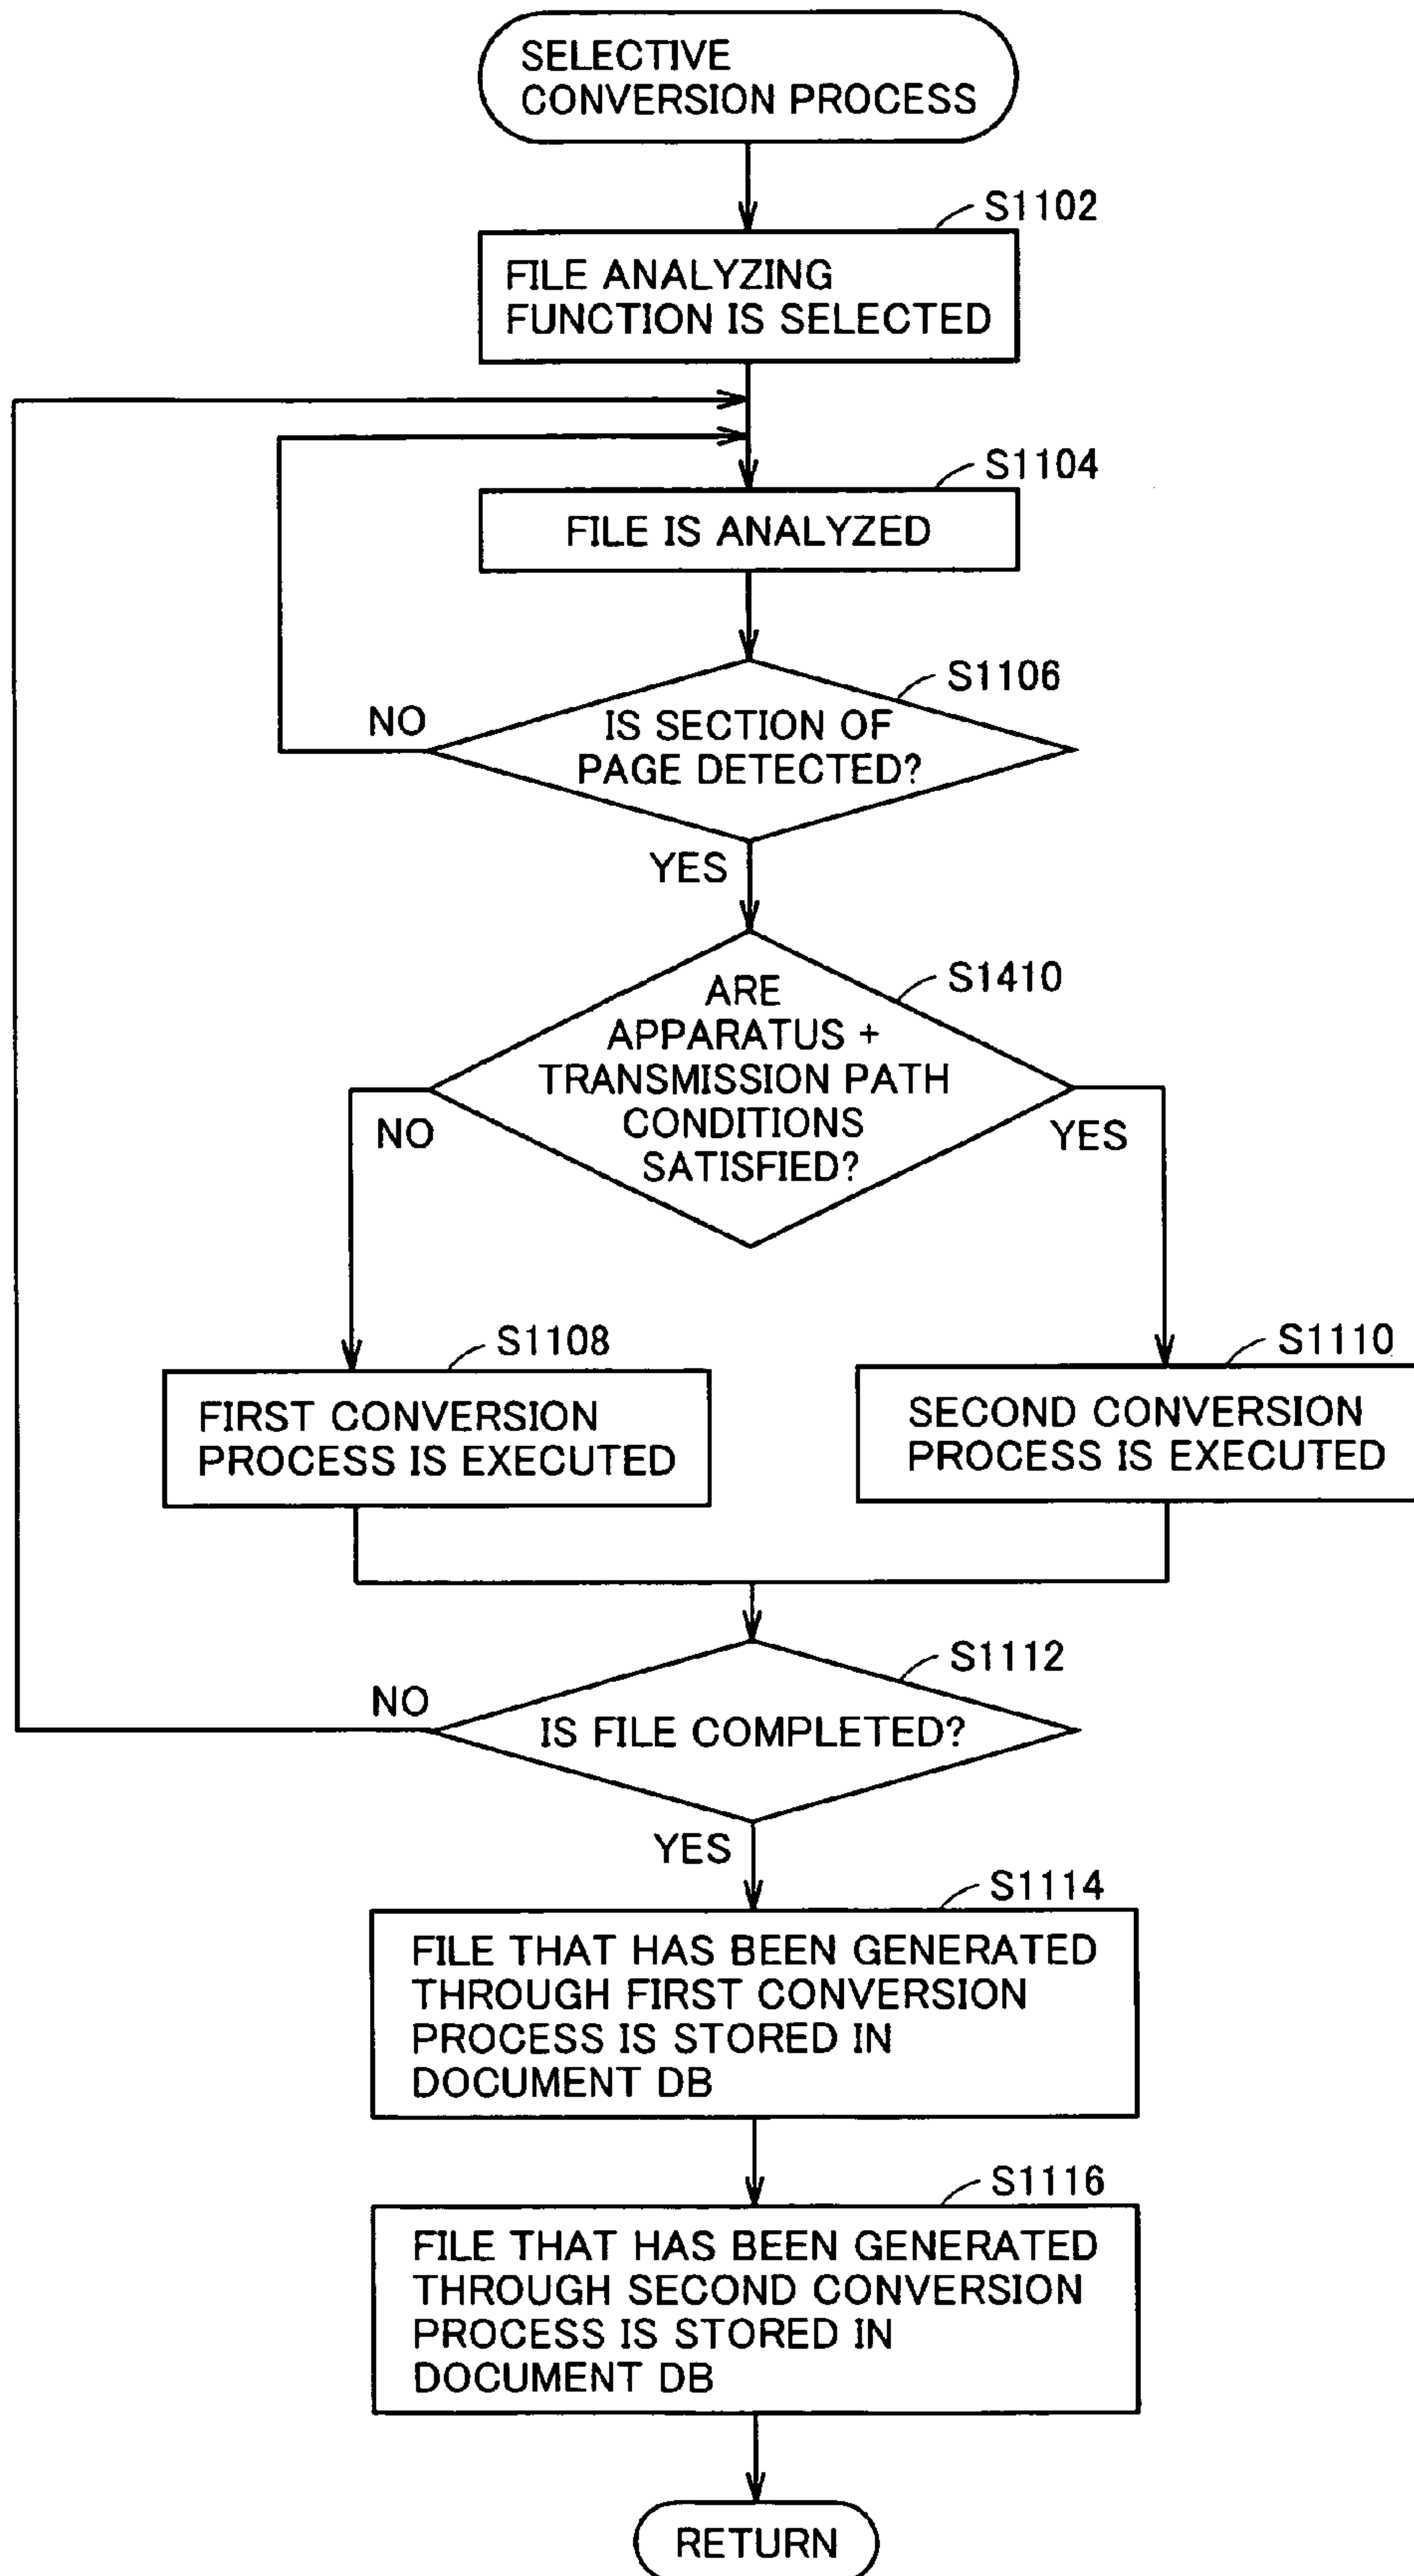 SELECTIVE
CONVERSION PROCESS
S1102
FILE ANALYZING
FUNCTION IS SELECTED
S1104
FILE IS ANALYZED
S1106
NO
IS SECTION OF
PAGE DETECTED?
YES
S1410
ARE
APPARATUS +
TRANSMISSION PATH
CONDITIONS
SATISFIED?
NO
YES
S1108
FIRST CONVERSION
PROCESS IS EXECUTED
S1110
SECOND CONVERSION
PROCESS IS EXECUTED
S1112
NO
IS FILE COMPLETED?
YES
S1114
FILE THAT HAS BEEN GENERATED
THROUGH FIRST CONVERSION
PROCESS IS STORED IN
DOCUMENT DB
S1116
FILE THAT HAS BEEN GENERATED
THROUGH SECOND CONVERSION
PROCESS IS STORED IN
DOCUMENT DB
RETURN